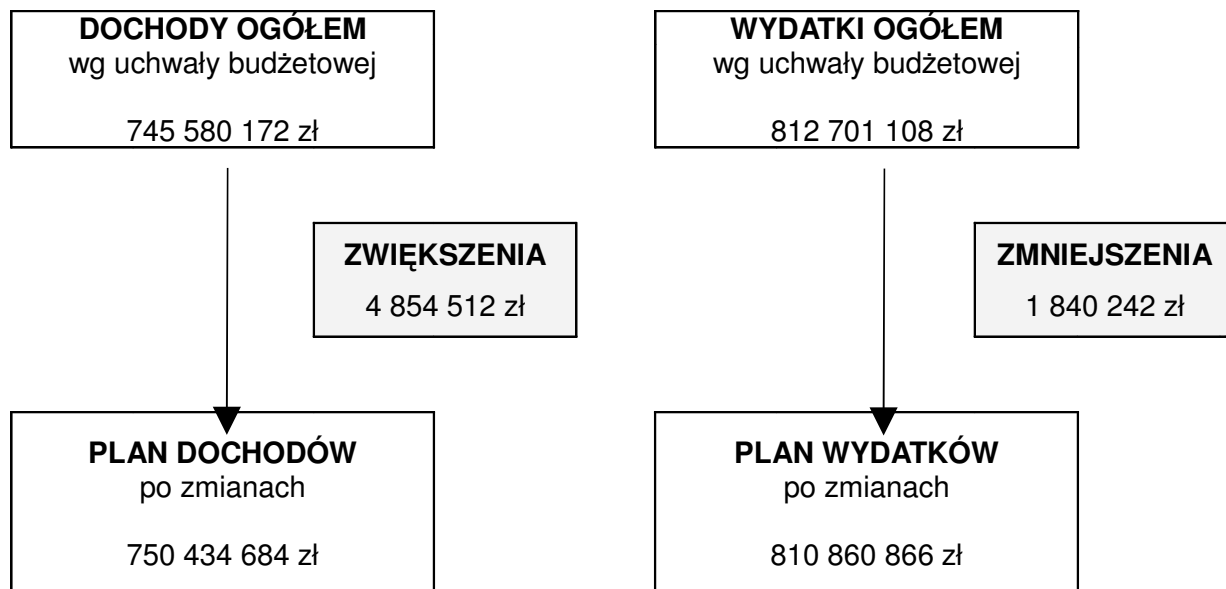 DOCHODY OGÓŁEM
wg uchwały budżetowej
745 580 172 zł
WYDATKI OGÓŁEM
wg uchwały budżetowej
812 701 108 zł
ZWIĘKSZENIA
4 854 512 zł
ZMNIEJSZENIA
1 840 242 zł
PLAN DOCHODÓW
po zmianach
750 434 684 zł
PLAN WYDATKÓW
po zmianach
810 860 866 zł